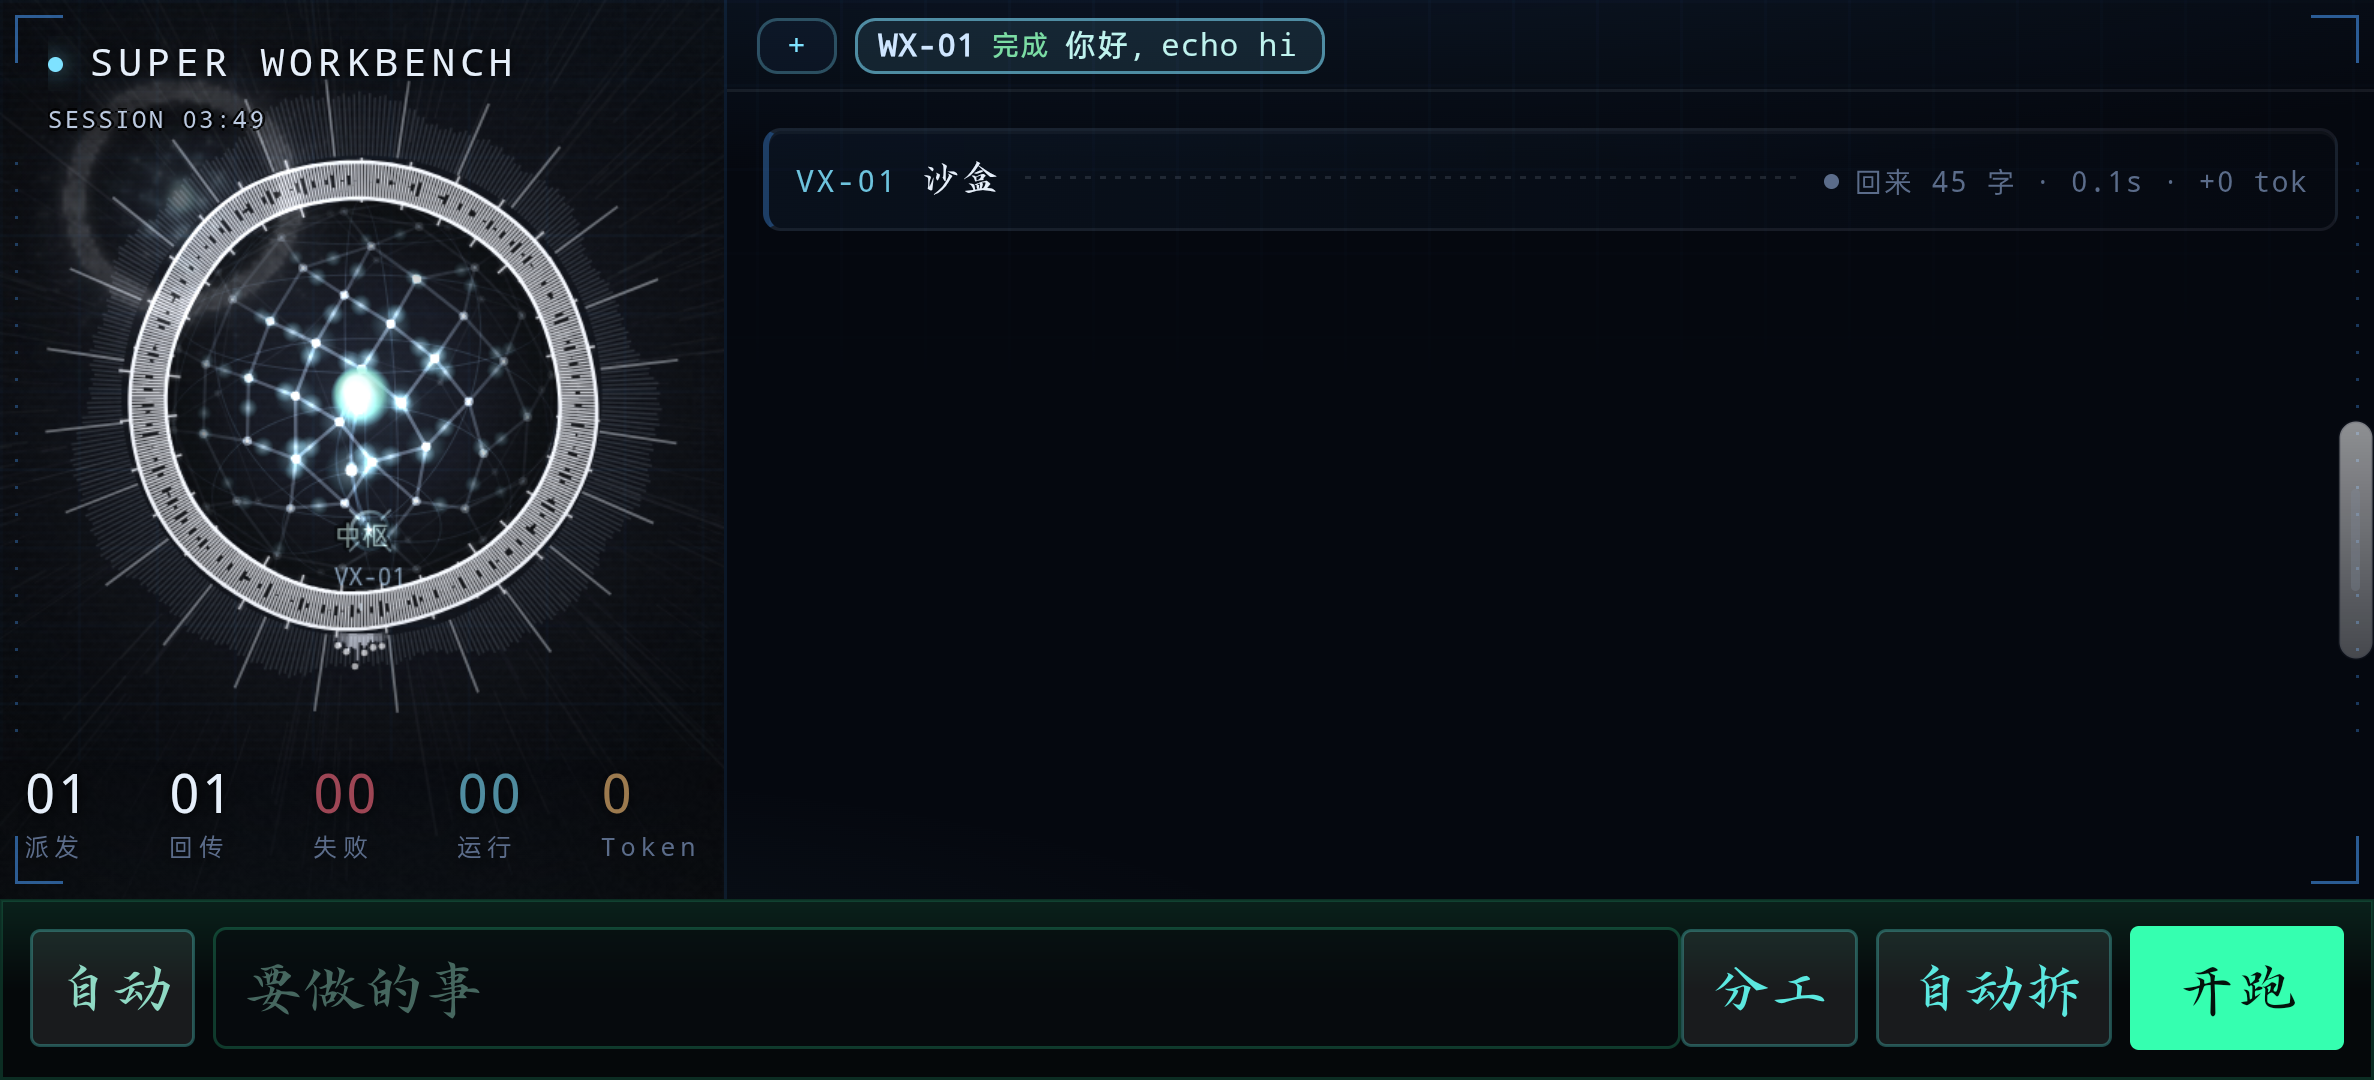 SUPER WORKBENCH
SESSION 03:49
中枢
VX-01
01 01 00 00 0
派发 回传 失败 运行 Token
+ WX-01 完成 你好, echo hi
VX-01 沙盒 回来 45 字 · 0.1s · +0 tok
自动 要做的事 分工 自动拆 开跑